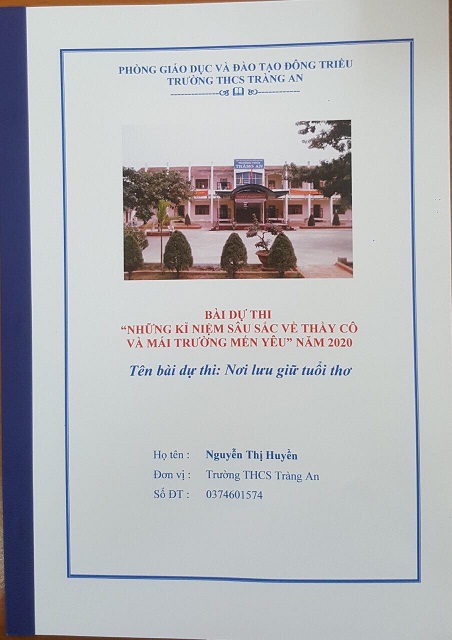 PHÒNG GIÁO DỤC VÀ ĐÀO TẠO ĐÔNG TRIỀU
TRƯỜNG THCS TRÀNG AN
TRÀNG AN
BÀI DỰ THI
“NHỮNG KỈ NIỆM SÂU SẮC VỀ THẦY CÔ
VÀ MÁI TRƯỜNG MẾN YÊU” NĂM 2020
Tên bài dự thi: Nơi lưu giữ tuổi thơ
Họ tên : Nguyễn Thị Huyền
Đơn vị : Trường THCS Tràng An
Số ĐT : 0374601574